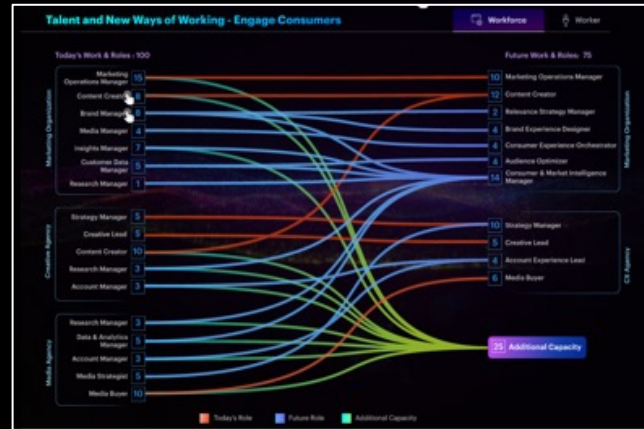 Talent and New Ways of Working - Engage Consumers
Workforce
Worker
Today's Work & Roles : 100
Future Work & Roles: 75
Marketing Organization
Marketing
Operations Manager
15
Content Creator
8
Brand Manager
Media Manager
4
Insights Manager
7
Customer Data
Manager
5
Research Manager
1
Creative Agency
Strategy Manager
5
Creative Lead
5
Content Creator
10
Research Manager
3
Account Manager
3
Media Agency
Research Manager
3
Data & Analytics
Manager
5
Account Manager
3
Media Strategist
5
Media Buyer
10
10
Marketing Operations Manager
12
Content Creator
2
Relevance Strategy Manager
4
Brand Experience Designer
4
Consumer Experience Orchestrator
4
Audience Optimizer
14
Consumer & Market Intelligence
Manager
Marketing Organization
10
Strategy Manager
5
Creative Lead
4
Account Experience Lead
6
Media Buyer
CX Agency
25 Additional Capacity
Today's Role
Future Role
Additional Capacity